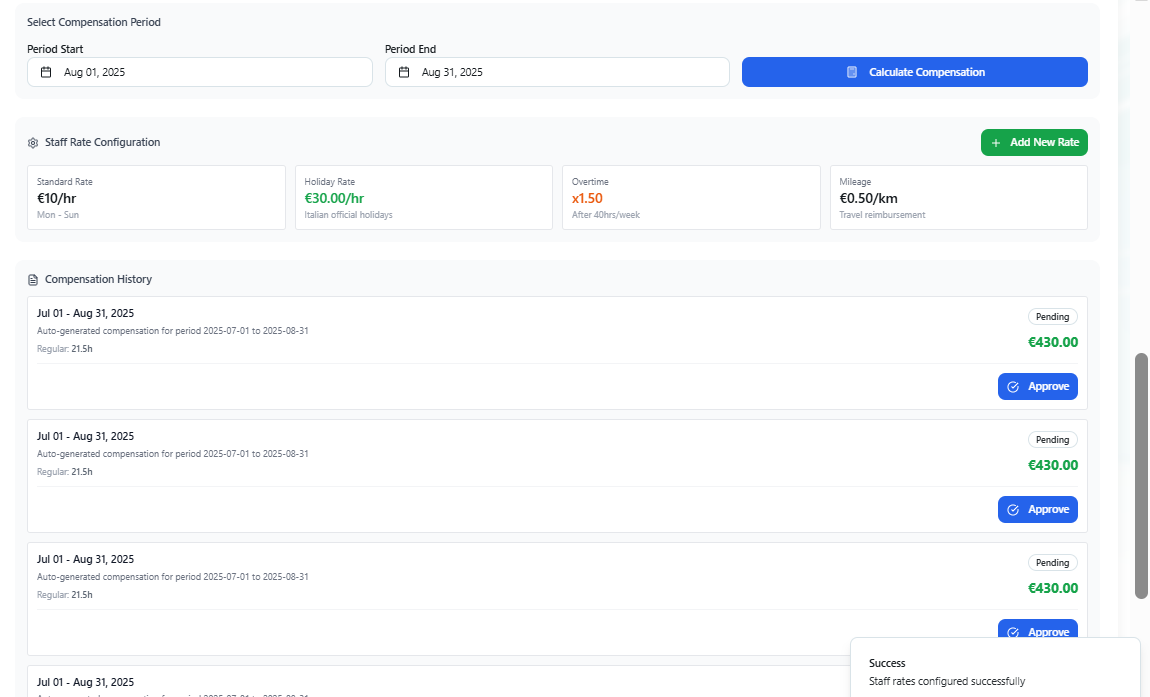 Select Compensation Period
Period Start
Period End
Aug 01, 2025
Aug 31, 2025
Calculate Compensation
Staff Rate Configuration
Add New Rate
Standard Rate
€10/hr
Mon - Sun
Holiday Rate
€30.00/hr
Italian official holidays
Overtime
x1.50
After 40hrs/week
Mileage
€0.50/km
Travel reimbursement
Compensation History
Jul 01 - Aug 31, 2025
Pending
Auto-generated compensation for period 2025-07-01 to 2025-08-31
€430.00
Regular: 21.5h
Approve
Jul 01 - Aug 31, 2025
Pending
Auto-generated compensation for period 2025-07-01 to 2025-08-31
€430.00
Regular: 21.5h
Approve
Jul 01 - Aug 31, 2025
Pending
Auto-generated compensation for period 2025-07-01 to 2025-08-31
€430.00
Regular: 21.5h
Approve
Jul 01 - Aug 31, 2025
Success
Staff rates configured successfully